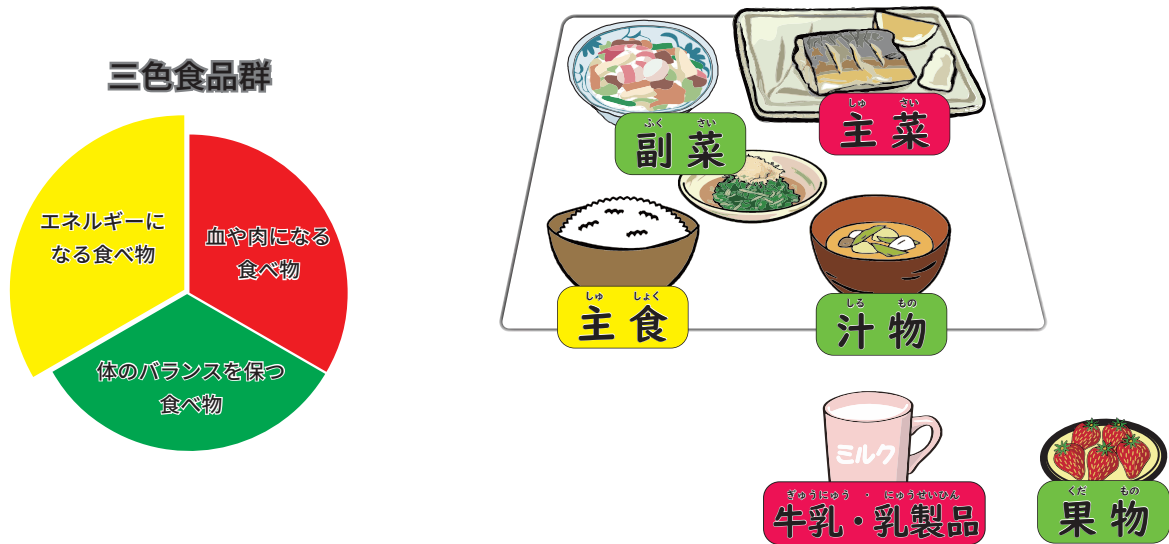 三色食品群
エネルギーに
なる食べ物
血や肉になる
食べ物
体のバランスを保つ
食べ物
ふく さい
副菜
しゅ さい
主菜
しゅ しょく
主食
しる もの
汁物
ミルク
ぎゅうにゅう・にゅうせいひん
牛乳・乳製品
くだ もの
果物